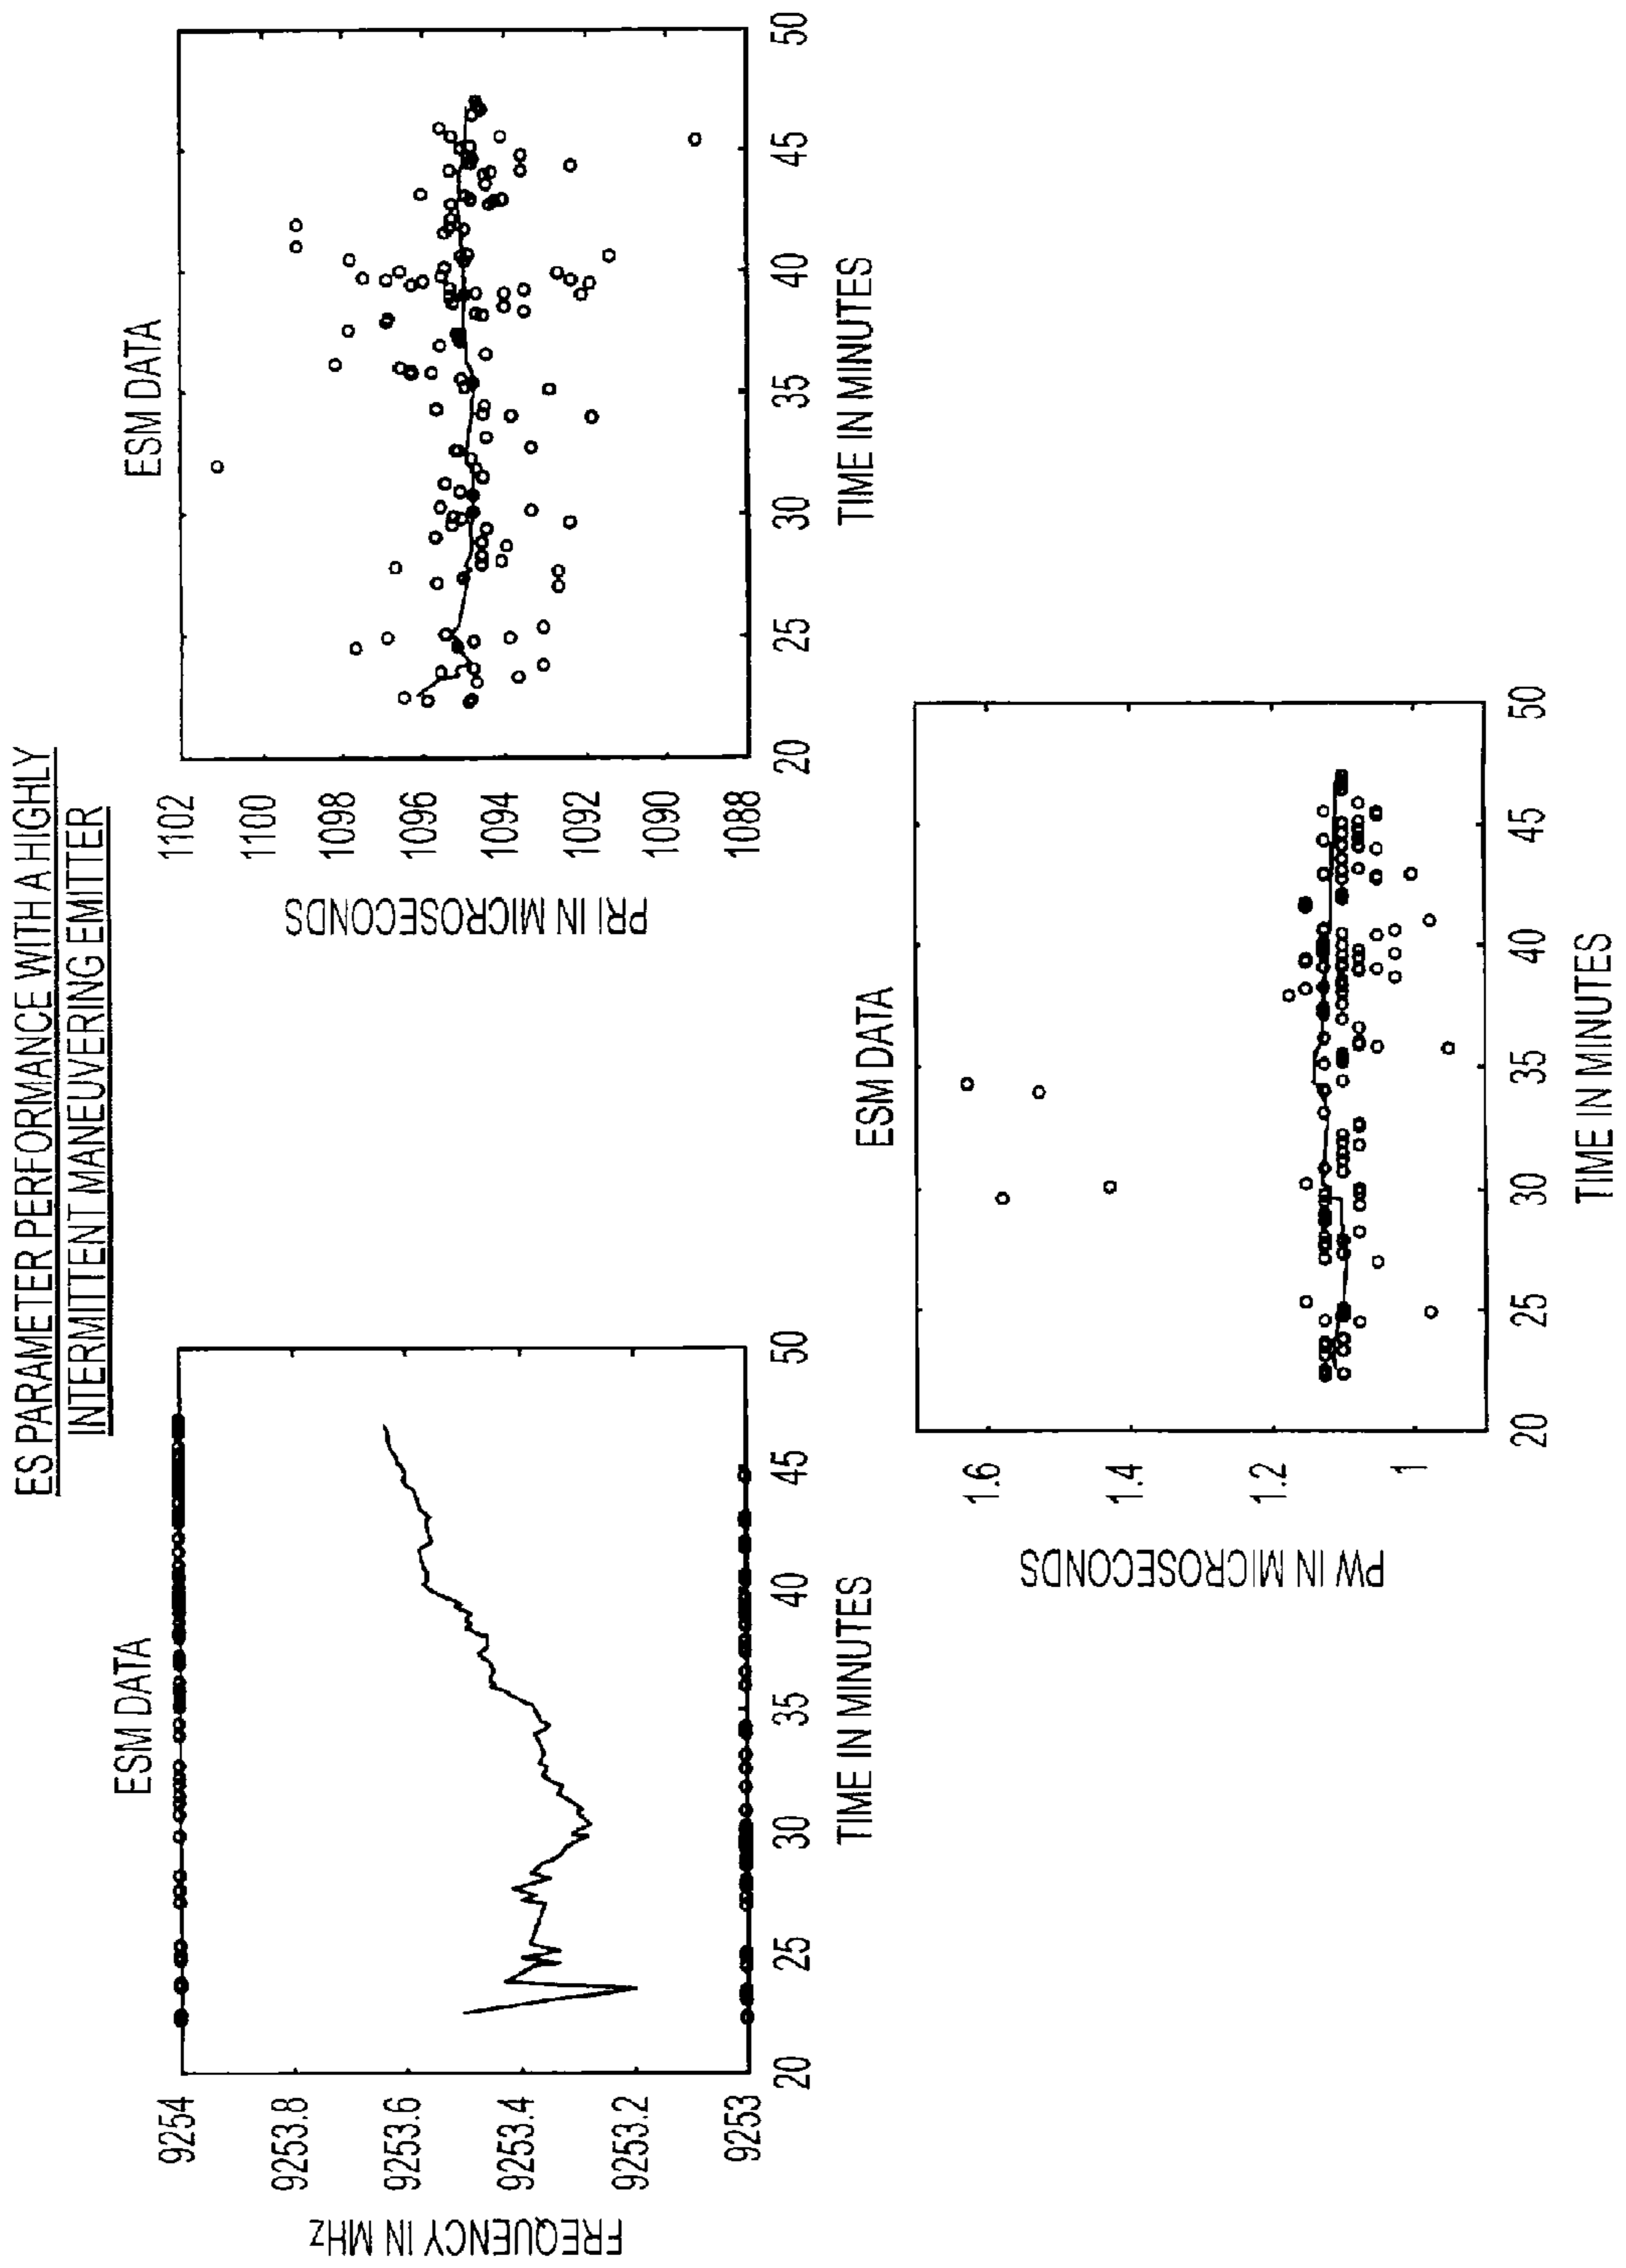 ES PARAMETER PERFORMANCE WITH A HIGHLY
INTERMITTENT MANEUVERING EMITTER
ESM DATA
FREQUENCY IN MHz
9254
9253.8
9253.6
9253.4
9253.2
9253
20 25 30 35 40 45 50
TIME IN MINUTES
ESM DATA
PRI IN MICROSECONDS
1102
1100
1098
1096
1094
1092
1090
1088
20 25 30 35 40 45 50
TIME IN MINUTES
ESM DATA
PW IN MICROSECONDS
1.6
1.4
1.2
1
20 25 30 35 40 45 50
TIME IN MINUTES